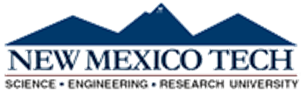 NEW MEXICO TECH
SCIENCE • ENGINEERING • RESEARCH UNIVERSITY